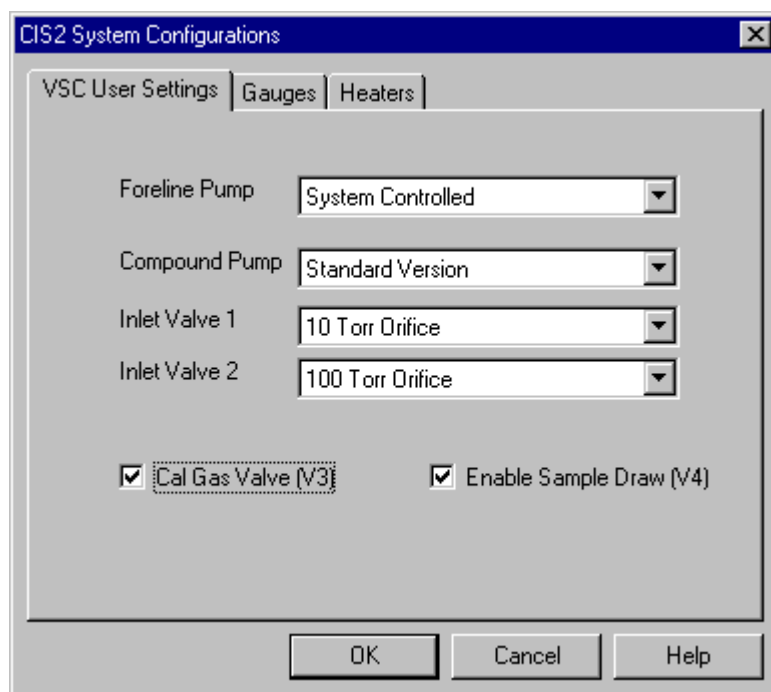 CIS2 System Configurations
VSC User Settings Gauges Heaters
Foreline Pump System Controlled
Compound Pump Standard Version
Inlet Valve 1 10 Torr Orifice
Inlet Valve 2 100 Torr Orifice
Cal Gas Valve (V3) Enable Sample Draw (V4)
OK Cancel Help